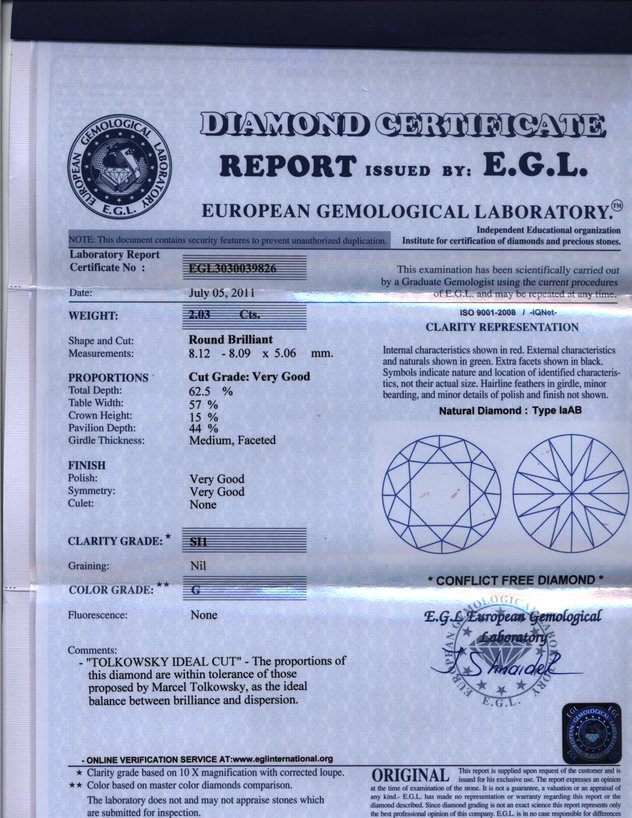 DIAMOND CERTIFICATE
REPORT ISSUED BY: E.G.L.
EUROPEAN GEMOLOGICAL LABORATORY.™
EUROPEAN GEMOLOGICAL LABORATORY
E.G.L.
Independent Educational organization
NOTE: This document contains security features to prevent unauthorized duplication.
Institute for certification of diamonds and precious stones.
Laboratory Report
Certificate No : EGL3030039826
Date: July 05, 2011
WEIGHT: 2.03 Cts.
Shape and Cut: Round Brilliant
Measurements: 8.12 - 8.09 x 5.06 mm.
PROPORTIONS Cut Grade: Very Good
Total Depth: 62.5 %
Table Width: 57 %
Crown Height: 15 %
Pavilion Depth: 44 %
Girdle Thickness: Medium, Faceted
FINISH
Polish: Very Good
Symmetry: Very Good
Culet: None
CLARITY GRADE: * SI1
Graining: Nil
COLOR GRADE: ** G
Fluorescence: None
Comments:
- "TOLKOWSKY IDEAL CUT" - The proportions of
this diamond are within tolerance of those
proposed by Marcel Tolkowsky, as the ideal
balance between brilliance and dispersion.
- ONLINE VERIFICATION SERVICE AT:www.eglinternational.org
★ Clarity grade based on 10 X magnification with corrected loupe.
★★ Color based on master color diamonds comparison.
The laboratory does not and may not appraise stones which
are submitted for inspection.
This examination has been scientifically carried out
by a Graduate Gemologist using the current procedures
of E.G.L. and may be repeated at any time.
ISO 9001-2008 / -IQNet-
CLARITY REPRESENTATION
Internal characteristics shown in red. External characteristics
and naturals shown in green. Extra facets shown in black.
Symbols indicate nature and location of identified characteris-
tics, not their actual size. Hairline feathers in girdle, minor
bearding, and minor details of polish and finish not shown.
Natural Diamond : Type IaAB
* CONFLICT FREE DIAMOND *
E.G.L European Gemological
Laboratory
EUROPEAN GEMOLOGICAL LABORATORY
E.G.L.
J Shnaider
EGL
EGL
ORIGINAL
This report is supplied upon request of the customer and is
issued for his exclusive use. The report expresses an opinion
at the time of examination of the stone. It is not a guarantee, a valuation or an appraisal of
any kind.- E.G.L. has made no representation or warranty regarding this report or the
diamond described. Since diamond grading is not an exact science this report represents only
the best professional opinion of this company. E.G.L. is in no case responsible for differences